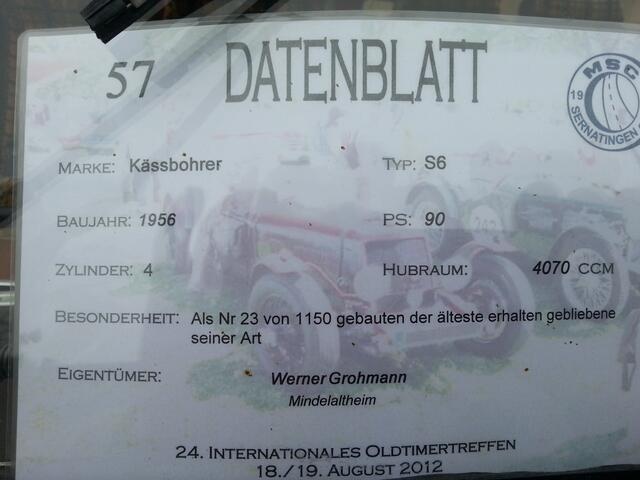 57 DATENBLATT
MSC
19
SERNATINGEN
MARKE: Kässbohrer TYP: S6
BAUJAHR: 1956 PS: 90
ZYLINDER: 4 HUBRAUM: 4070 CCM
BESONDERHEIT: Als Nr 23 von 1150 gebauten der älteste erhalten gebliebene
seiner Art
EIGENTÜMER: Werner Grohmann
Mindelaltheim
24. INTERNATIONALES OLDTIMERTREFFEN
18./19. AUGUST 2012